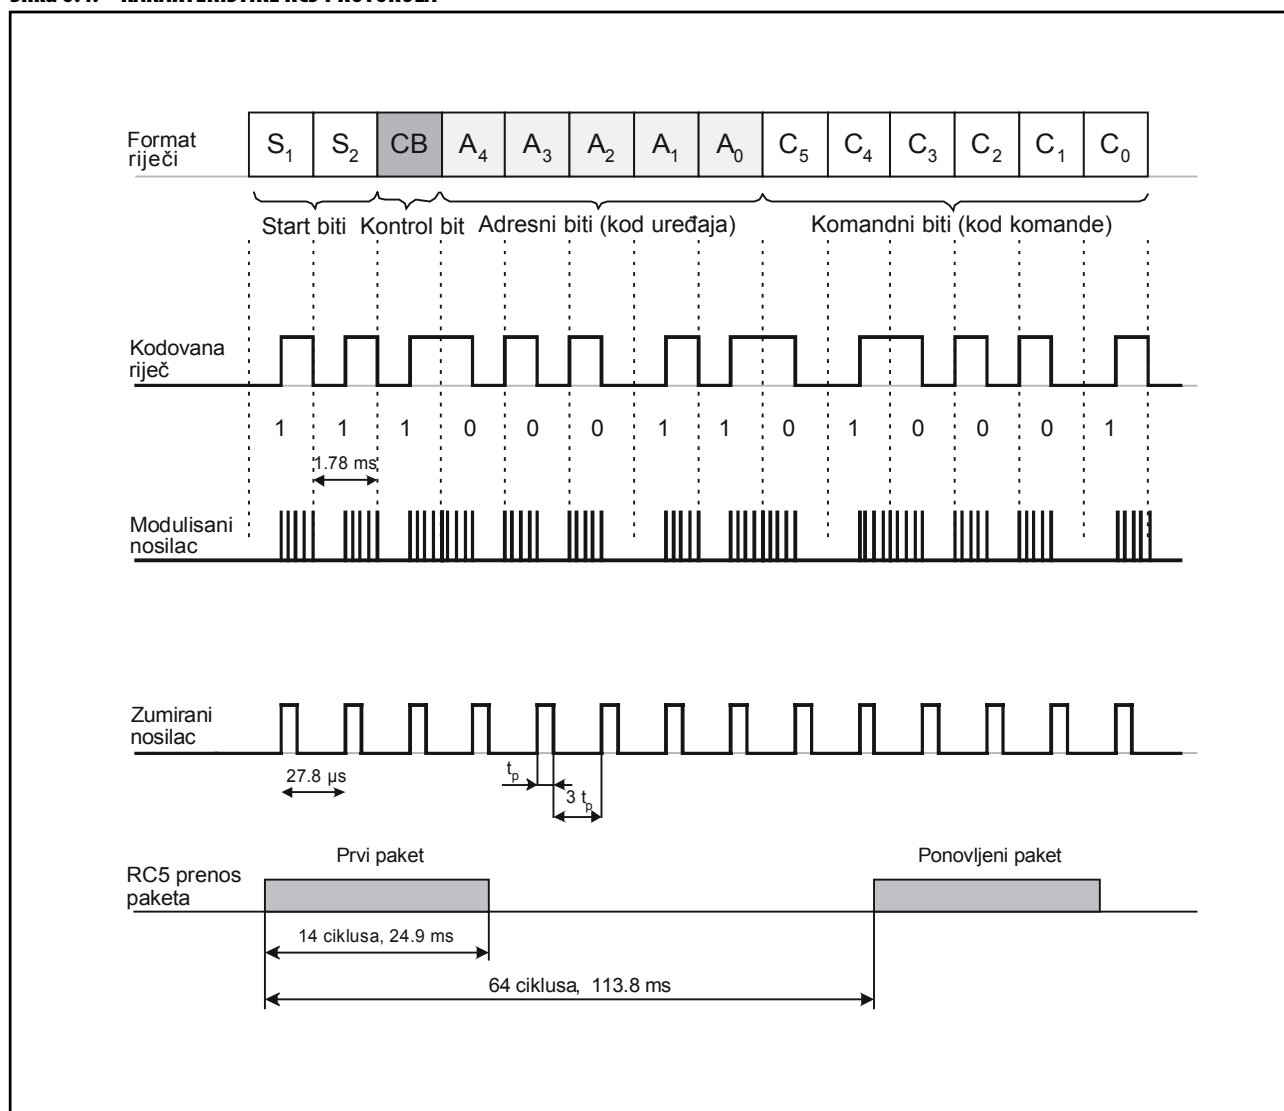 Format
riječi
S1 S2 CB A4 A3 A2 A1 A0 C5 C4 C3 C2 C1 C0
Start biti Kontrol bit Adresni biti (kod uređaja) Komandni biti (kod komande)
Kodovana
riječ
1 1 1 0 0 0 1 1 0 1 0 0 0 1
1.78 ms
Modulisani
nosilac
Zumirani
nosilac
27.8 µs
tp
3 tp
Prvi paket
Ponovljeni paket
RC5 prenos
paketa
14 ciklusa, 24.9 ms
64 ciklusa, 113.8 ms